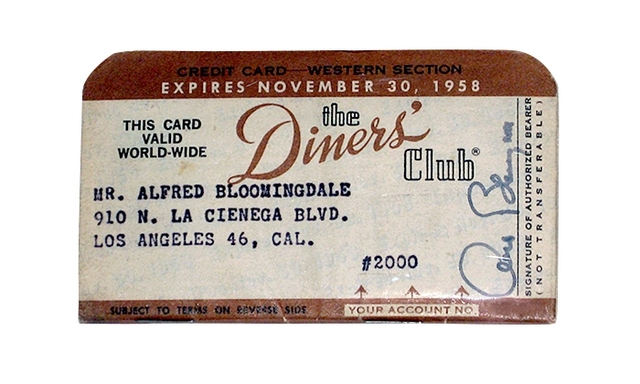 CREDIT CARD—WESTERN SECTION
EXPIRES NOVEMBER 30, 1958
THIS CARD
VALID
WORLD-WIDE
the
Diners'
Club®
MR. ALFRED BLOOMINGDALE
910 N. LA CIENEGA BLVD.
LOS ANGELES 46, CAL.
#2000
SUBJECT TO TERMS ON REVERSE SIDE
YOUR ACCOUNT NO.
SIGNATURE OF AUTHORIZED BEARER
(NOT TRANSFERABLE)